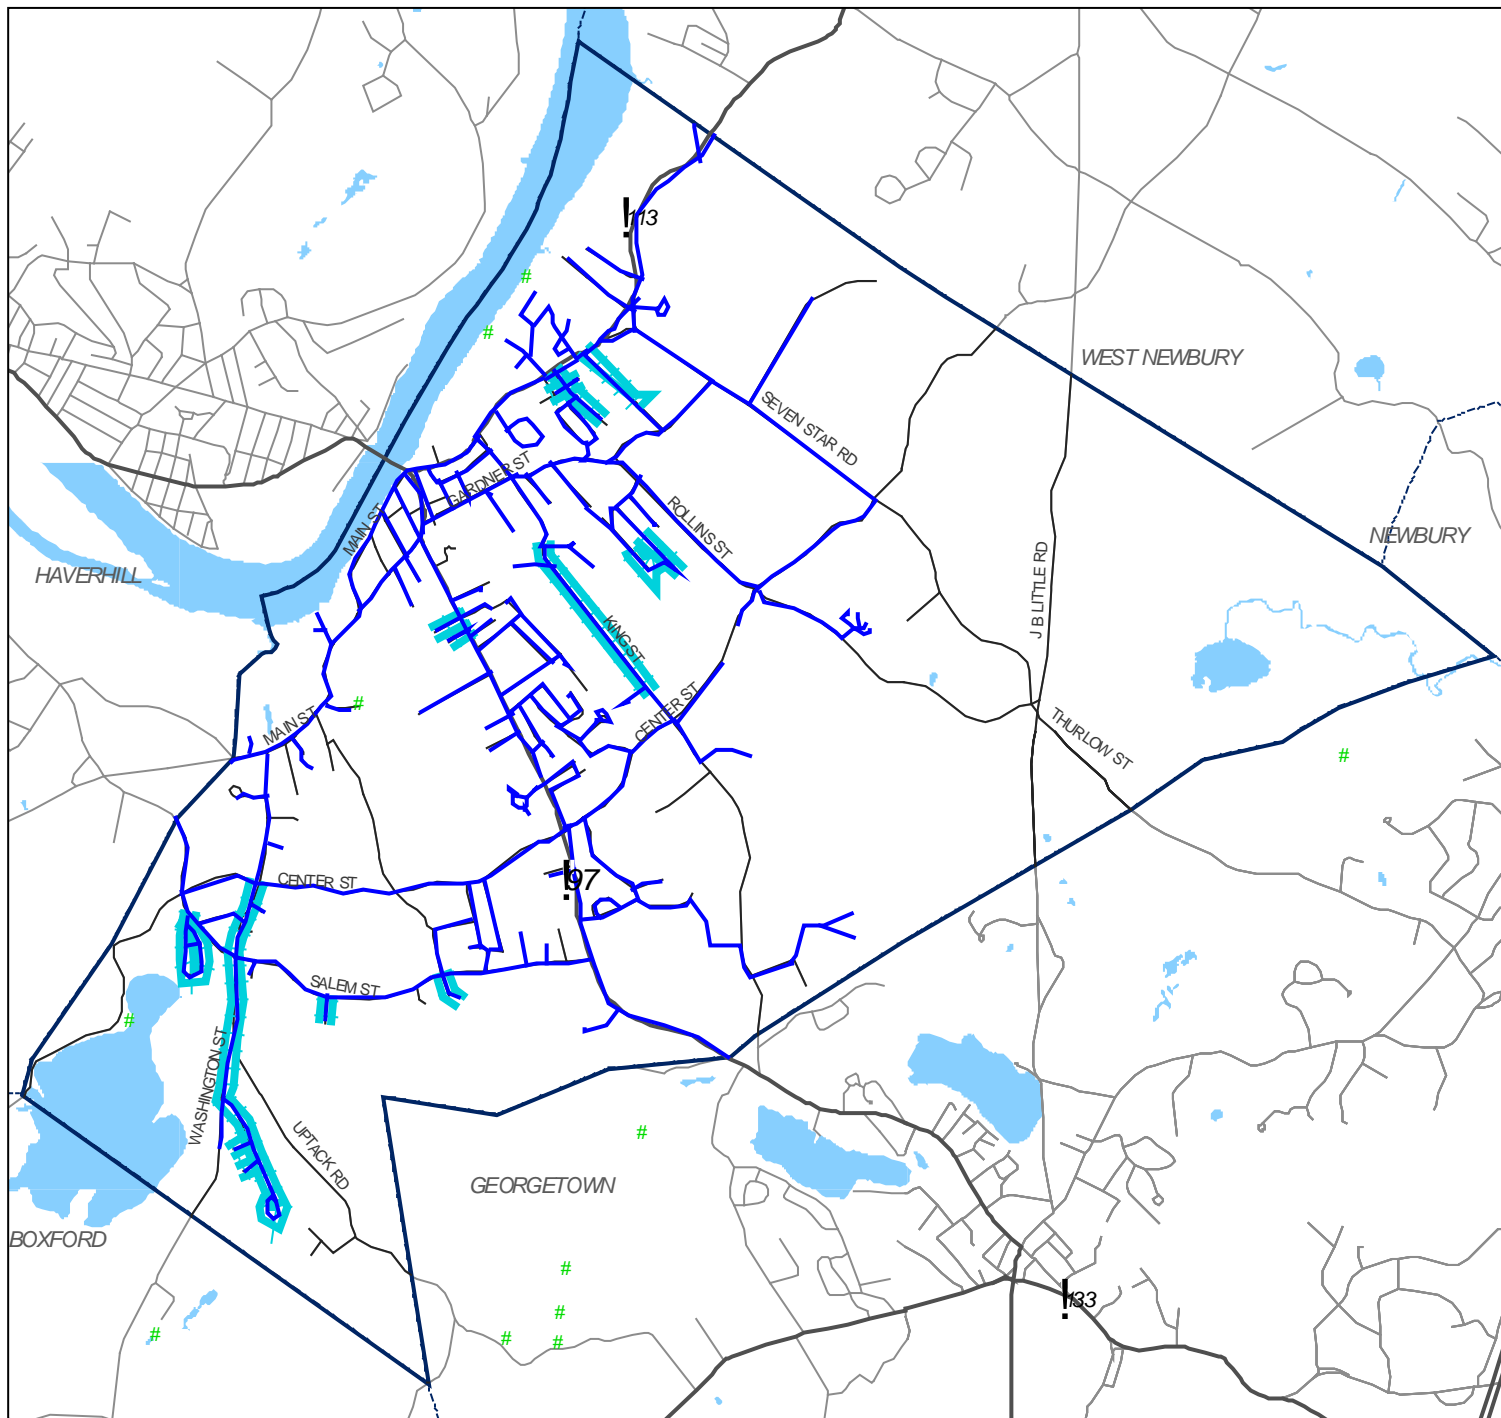 !
113
#
#
WEST NEWBURY
SEVEN STAR RD
GARDNER ST
MAIN ST
ROLLINS ST
NEWBURY
HAVERHILL
J B LITTLE RD
KING ST
CENTER ST
MAIN ST
#
THURLOW ST
#
!
97
CENTER ST
SALEM ST
#
WASHINGTON ST
UPTACK RD
#
GEORGETOWN
BOXFORD
#
!
133
#
#
#
#